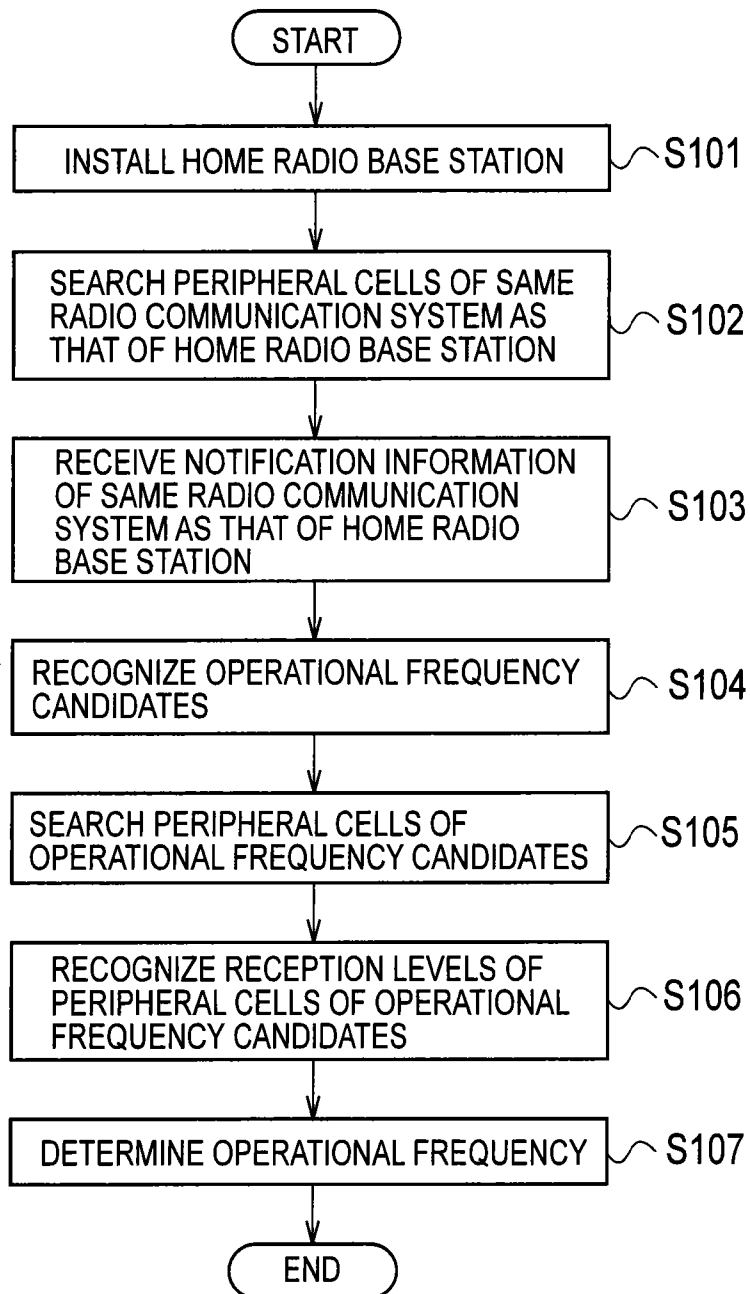 START
INSTALL HOME RADIO BASE STATION
S101
SEARCH PERIPHERAL CELLS OF SAME
RADIO COMMUNICATION SYSTEM AS
THAT OF HOME RADIO BASE STATION
S102
RECEIVE NOTIFICATION INFORMATION
OF SAME RADIO COMMUNICATION
SYSTEM AS THAT OF HOME RADIO
BASE STATION
S103
RECOGNIZE OPERATIONAL FREQUENCY
CANDIDATES
S104
SEARCH PERIPHERAL CELLS OF
OPERATIONAL FREQUENCY CANDIDATES
S105
RECOGNIZE RECEPTION LEVELS OF
PERIPHERAL CELLS OF OPERATIONAL
FREQUENCY CANDIDATES
S106
DETERMINE OPERATIONAL FREQUENCY
S107
END